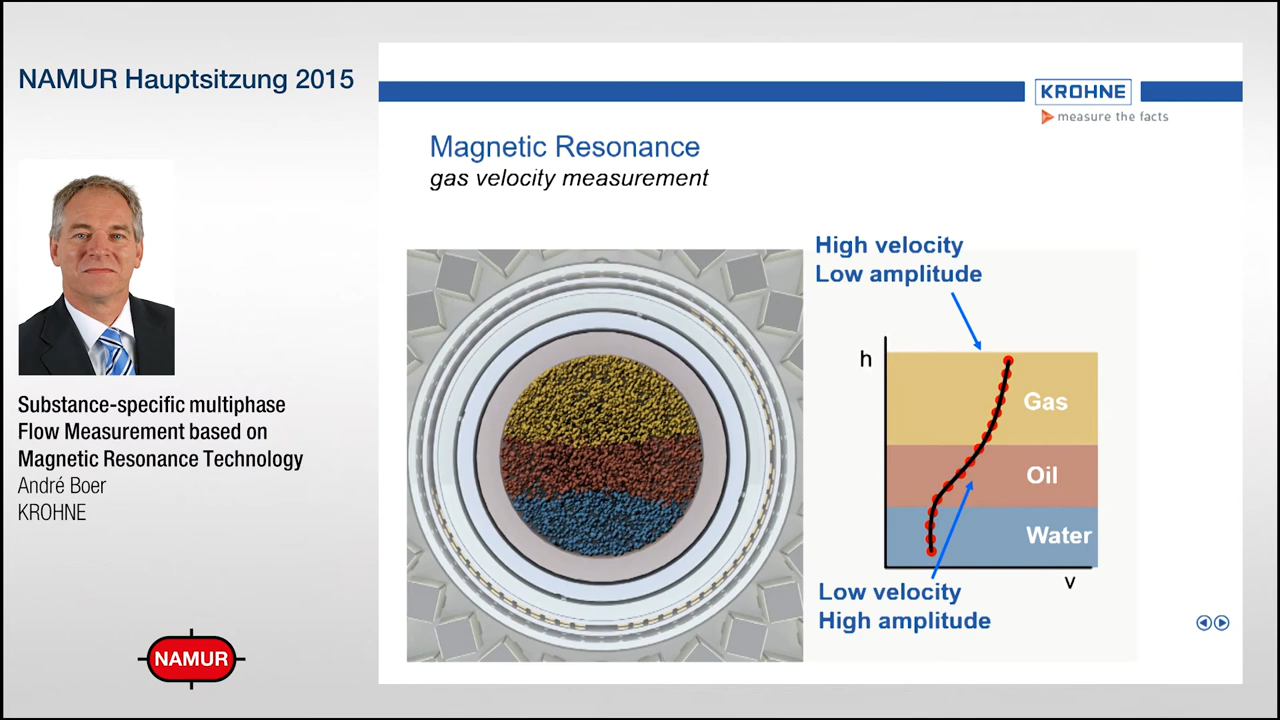 NAMUR Hauptsitzung 2015
Substance-specific multiphase
Flow Measurement based on
Magnetic Resonance Technology
André Boer
KROHNE
NAMUR
KROHNE
measure the facts
Magnetic Resonance
gas velocity measurement
High velocity
Low amplitude
h
Gas
Oil
Water
v
Low velocity
High amplitude